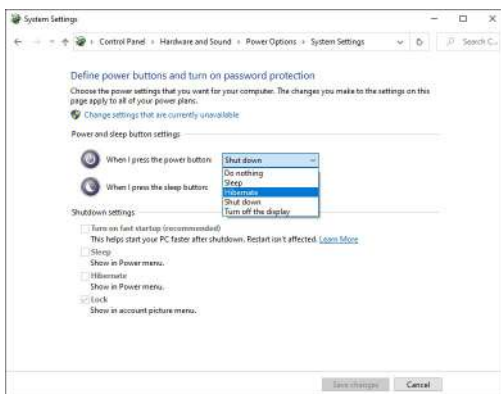 System Settings
Control Panel › Hardware and Sound › Power Options › System Settings
Search C...
Define power buttons and turn on password protection
Choose the power settings that you want for your computer. The changes you make to the settings on this
page apply to all of your power plans.
Change settings that are currently unavailable
Power and sleep button settings
When I press the power button: Shut down
Do nothing
Sleep
Hibernate
When I press the sleep button: Shut down
Turn off the display
Shutdown settings
Turn on fast startup (recommended)
This helps start your PC faster after shutdown. Restart isn't affected. Learn More
Sleep
Show in Power menu.
Hibernate
Show in Power menu.
Lock
Show in account picture menu.
Save changes Cancel